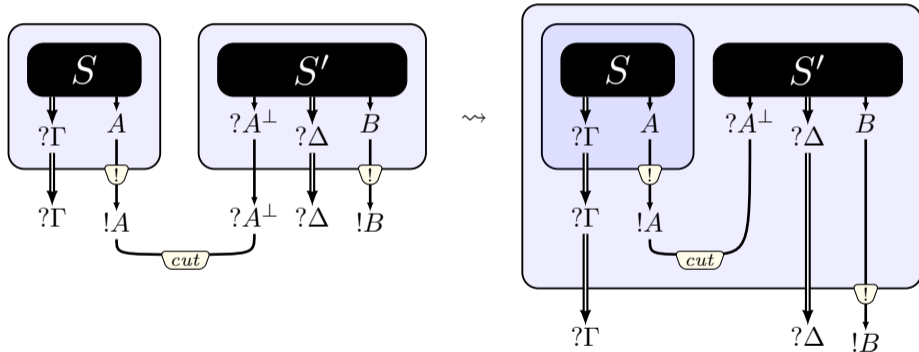 S S′ S S′
?Γ A ?A⊥ ?Δ B ⇝ ?Γ A ?A⊥ ?Δ B
! ! !
?Γ !A ?A⊥ ?Δ !B ?Γ !A
cut cut
!
?Γ ?Δ !B